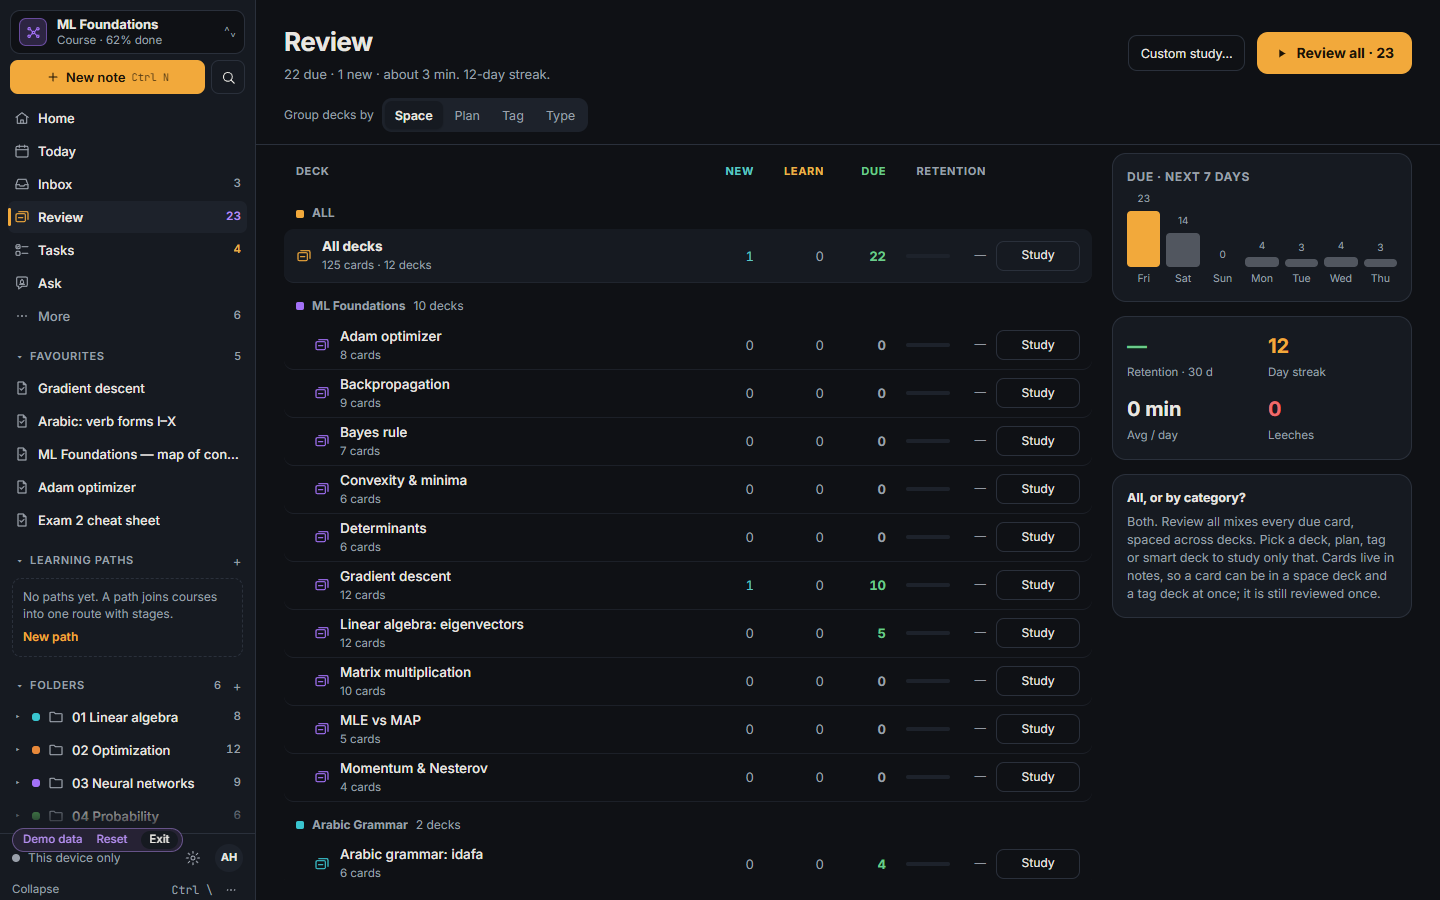 ML Foundations
Course · 62% done
+ New note Ctrl N
Home
Today
Inbox 3
Review 23
Tasks 4
Ask
More 6
FAVOURITES 5
Gradient descent
Arabic: verb forms I–X
ML Foundations — map of con...
Adam optimizer
Exam 2 cheat sheet
LEARNING PATHS +
No paths yet. A path joins courses
into one route with stages.
New path
FOLDERS 6 +
01 Linear algebra 8
02 Optimization 12
03 Neural networks 9
04 Probability 6
Demo data Reset Exit
This device only AH
Collapse Ctrl \ ...
Review
22 due · 1 new · about 3 min. 12-day streak.
Custom study...
Review all · 23
Group decks by Space Plan Tag Type
DECK NEW LEARN DUE RETENTION
ALL
All decks
125 cards · 12 decks
1 0 22 — Study
ML Foundations 10 decks
Adam optimizer
8 cards
0 0 0 — Study
Backpropagation
9 cards
0 0 0 — Study
Bayes rule
7 cards
0 0 0 — Study
Convexity & minima
6 cards
0 0 0 — Study
Determinants
6 cards
0 0 0 — Study
Gradient descent
12 cards
1 0 10 — Study
Linear algebra: eigenvectors
12 cards
0 0 5 — Study
Matrix multiplication
10 cards
0 0 0 — Study
MLE vs MAP
5 cards
0 0 0 — Study
Momentum & Nesterov
4 cards
0 0 0 — Study
Arabic Grammar 2 decks
Arabic grammar: idafa
6 cards
0 0 4 — Study
DUE · NEXT 7 DAYS
23 14 0 4 3 4 3
Fri Sat Sun Mon Tue Wed Thu
— 12
Retention · 30 d Day streak
0 min 0
Avg / day Leeches
All, or by category?
Both. Review all mixes every due card,
spaced across decks. Pick a deck, plan, tag
or smart deck to study only that. Cards live in
notes, so a card can be in a space deck and
a tag deck at once; it is still reviewed once.